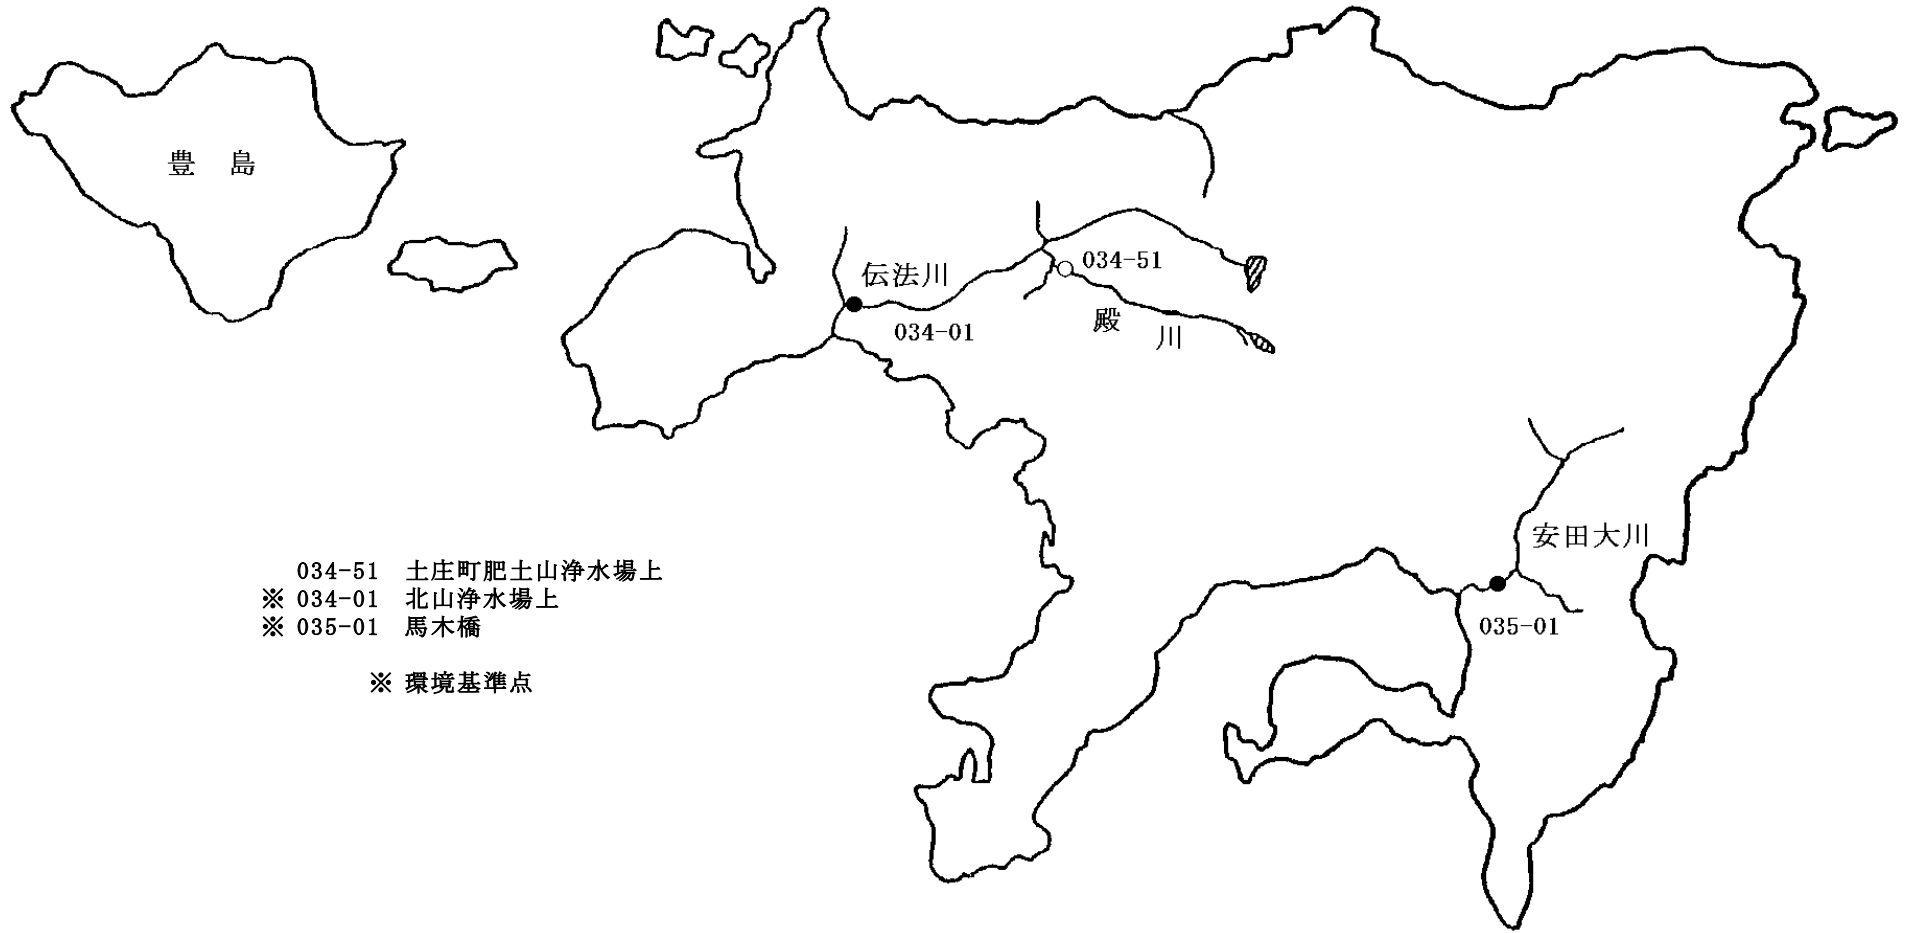 豊島
034-51
伝法川
034-01
殿川
安田大川
035-01
034-51 土庄町肥土山浄水場上
※ 034-01 北山浄水場上
※ 035-01 馬木橋
※ 環境基準点